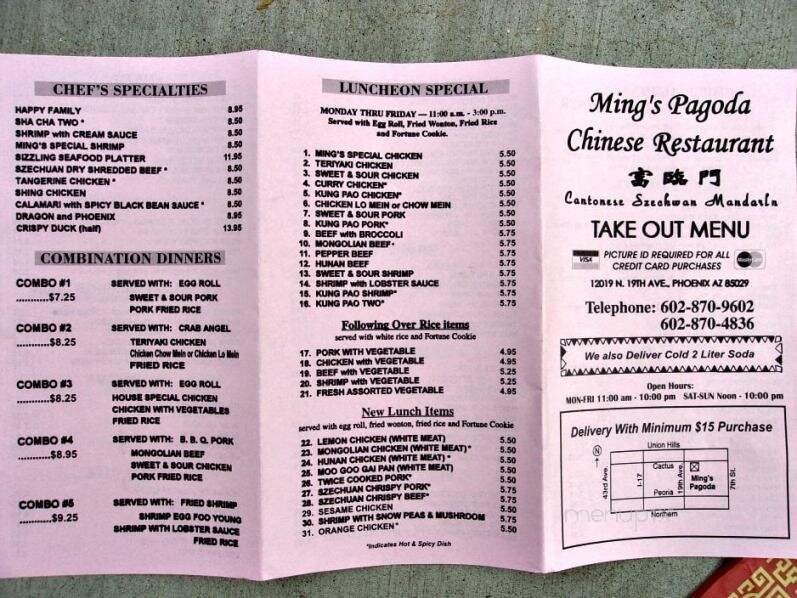 CHEF'S SPECIALTIES
HAPPY FAMILY 8.95
SHA CHA TWO * 8.50
SHRIMP with CREAM SAUCE 8.50
MING'S SPECIAL SHRIMP 8.50
SIZZLING SEAFOOD PLATTER 11.95
SZECHUAN DRY SHREDDED BEEF * 8.50
TANGERINE CHICKEN * 8.50
SHING CHICKEN 8.50
CALAMARI with SPICY BLACK BEAN SAUCE * 8.50
DRAGON and PHOENIX 8.95
CRISPY DUCK (half) 13.95
COMBINATION DINNERS
COMBO #1 SERVED WITH: EGG ROLL
............$7.25 SWEET & SOUR PORK
PORK FRIED RICE
COMBO #2 SERVED WITH: CRAB ANGEL
............$8.25 TERIYAKI CHICKEN
Chicken Chow Mein or Chicken Lo Mein
FRIED RICE
COMBO #3 SERVED WITH: EGG ROLL
............$8.25 HOUSE SPECIAL CHICKEN
CHICKEN WITH VEGETABLES
FRIED RICE
COMBO #4 SERVED WITH: B. B. Q. PORK
............$8.95 MONGOLIAN BEEF
SWEET & SOUR CHICKEN
PORK FRIED RICE
COMBO #5 SERVED WITH: FRIED SHRIMP
............$9.25 SHRIMP EGG FOO YOUNG
SHRIMP WITH LOBSTER SAUCE
FRIED RICE
LUNCHEON SPECIAL
MONDAY THRU FRIDAY — 11:00 a.m. - 3:00 p.m.
Served with Egg Roll, Fried Wonton, Fried Rice
and Fortune Cookie.
1. MING'S SPECIAL CHICKEN 5.50
2. TERIYAKI CHICKEN 5.50
3. SWEET & SOUR CHICKEN 5.50
4. CURRY CHICKEN* 5.50
5. KUNG PAO CHICKEN* 5.50
6. CHICKEN LO MEIN or CHOW MEIN 5.50
7. SWEET & SOUR PORK 5.50
8. KUNG PAO PORK* 5.50
9. BEEF with BROCCOLI 5.75
10. MONGOLIAN BEEF* 5.75
11. PEPPER BEEF 5.75
12. HUNAN BEEF 5.75
13. SWEET & SOUR SHRIMP 5.75
14. SHRIMP with LOBSTER SAUCE 5.75
15. KUNG PAO SHRIMP* 5.75
16. KUNG PAO TWO* 5.75
Following Over Rice items
served with white rice and Fortune Cookie
17. PORK WITH VEGETABLE 4.95
18. CHICKEN with VEGETABLE 4.95
19. BEEF with VEGETABLE 5.25
20. SHRIMP with VEGETABLE 5.25
21. FRESH ASSORTED VEGETABLE 4.95
New Lunch Items
served with egg roll, fried wonton, fried rice and Fortune Cookie
22. LEMON CHICKEN (WHITE MEAT) 5.50
23. MONGOLIAN CHICKEN (WHITE MEAT) * 5.50
24. HUNAN CHICKEN (WHITE MEAT) * 5.50
25. MOO GOO GAI PAN (WHITE MEAT) 5.50
26. TWICE COOKED PORK* 5.50
27. SZECHUAN CHRISPY PORK* 5.75
28. SZECHUAN CHRISPY BEEF* 5.75
29. SESAME CHICKEN 5.50
30. SHRIMP WITH SNOW PEAS & MUSHROOM 5.75
31. ORANGE CHICKEN* 5.50
*Indicates Hot & Spicy Dish
Ming's Pagoda
Chinese Restaurant
富臨門
Cantonese Szechwan Mandarin
TAKE OUT MENU
VISA PICTURE ID REQUIRED FOR ALL MasterCard
CREDIT CARD PURCHASES
12019 N. 19TH AVE., PHOENIX AZ 85029
Telephone: 602-870-9602
602-870-4836
We also Deliver Cold 2 Liter Soda
Open Hours:
MON-FRI 11:00 am - 10:00 pm SAT-SUN Noon - 10:00 pm
Delivery With Minimum $15 Purchase
N
Union Hills
43rd Ave.
I-17
Cactus
19th Ave.
Ming's
Pagoda
7th St.
Peoria
Northern
menupix